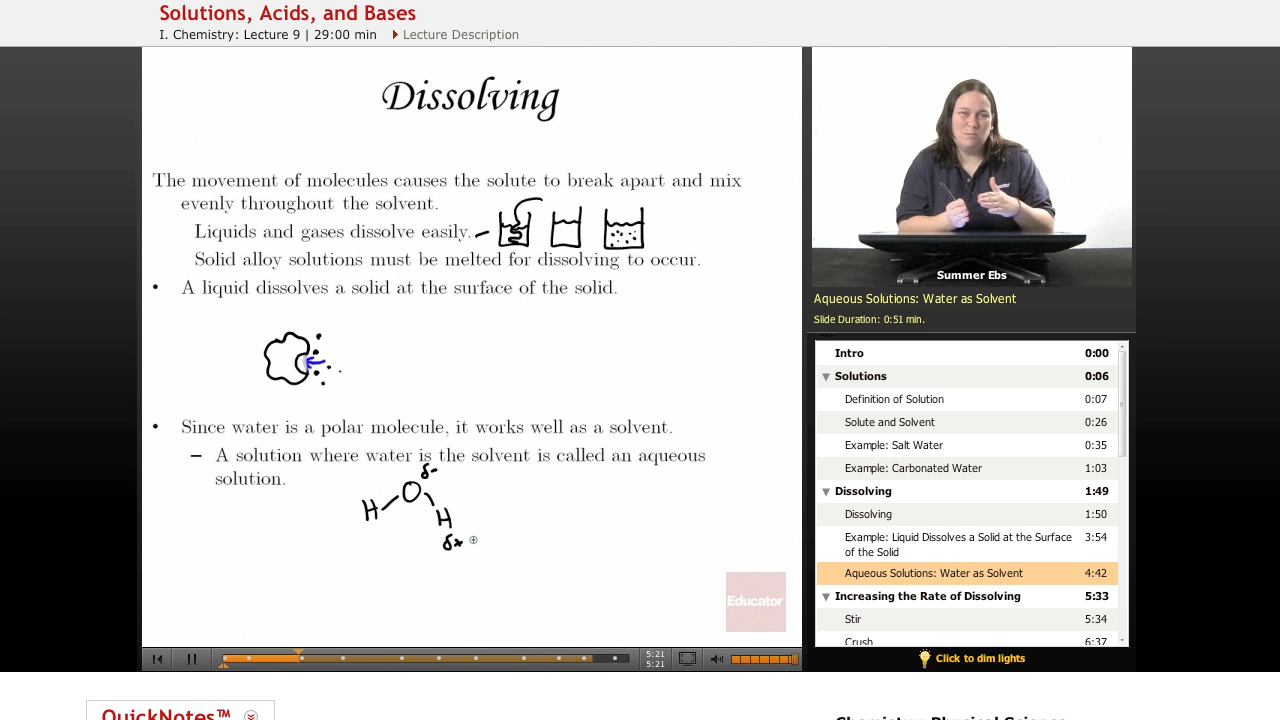 Solutions, Acids, and Bases
I. Chemistry: Lecture 9 | 29:00 min
Lecture Description
Dissolving
The movement of molecules causes the solute to break apart and mix
evenly throughout the solvent.
Liquids and gases dissolve easily.
Solid alloy solutions must be melted for dissolving to occur.
• A liquid dissolves a solid at the surface of the solid.
• Since water is a polar molecule, it works well as a solvent.
– A solution where water is the solvent is called an aqueous
solution.
δ-
O
H
H
δ+
Educator
5:21
5:21
Summer Ebs
Aqueous Solutions: Water as Solvent
Slide Duration: 0:51 min.
Intro 0:00
Solutions 0:06
Definition of Solution 0:07
Solute and Solvent 0:26
Example: Salt Water 0:35
Example: Carbonated Water 1:03
Dissolving 1:49
Dissolving 1:50
Example: Liquid Dissolves a Solid at the Surface 3:54
of the Solid
Aqueous Solutions: Water as Solvent 4:42
Increasing the Rate of Dissolving 5:33
Stir 5:34
Crush 6:37
Click to dim lights
QuickNotes™
Chemistry: Physical Science